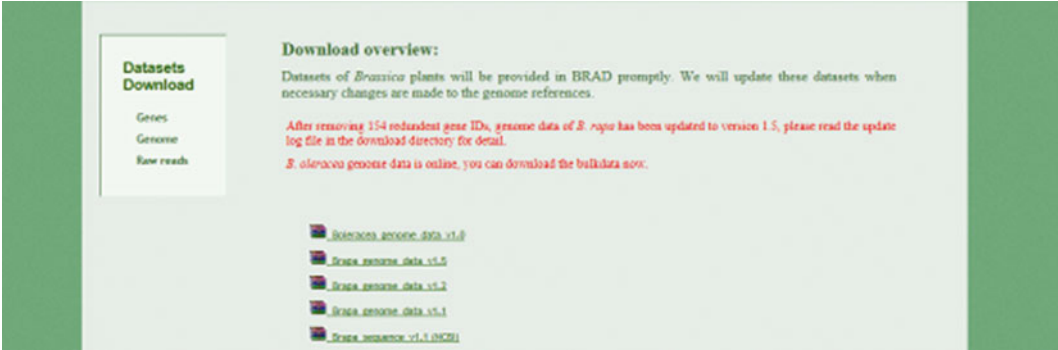 Datasets
Download
Genes
Genome
Raw reads
Download overview:
Datasets of Brassica plants will be provided in BRAD promptly. We will update these datasets when
necessary changes are made to the genome references.
After removing 154 redundent gene IDs, genome data of B. rapa has been updated to version 1.5, please read the update
log file in the download directory for detail.
B. oleracea genome data is online, you can download the bulkdata now.
Boleracea genome data v1.0
Brapa genome data v1.5
Brapa genome data v1.2
Brapa genome data v1.1
Brapa sequence v1.1 (NCBI)